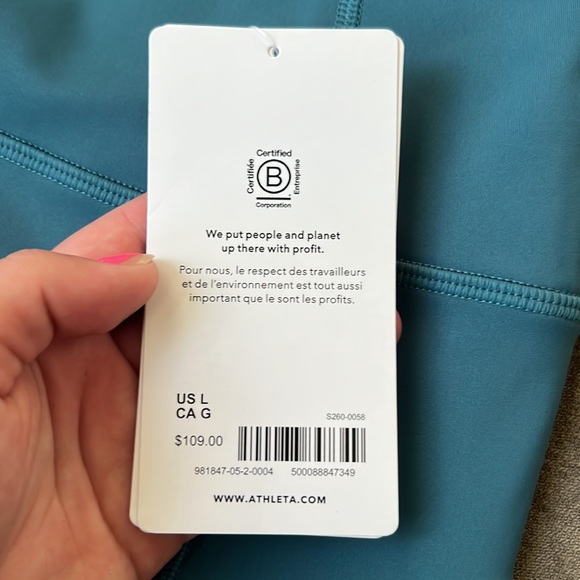 Certified
Certifiée
B
Entreprise
Corporation
We put people and planet
up there with profit.
Pour nous, le respect des travailleurs
et de l'environnement est tout aussi
important que le sont les profits.
US L
CA G
S260-0058
$109.00
981847-05-2-0004 500088847349
WWW.ATHLETA.COM